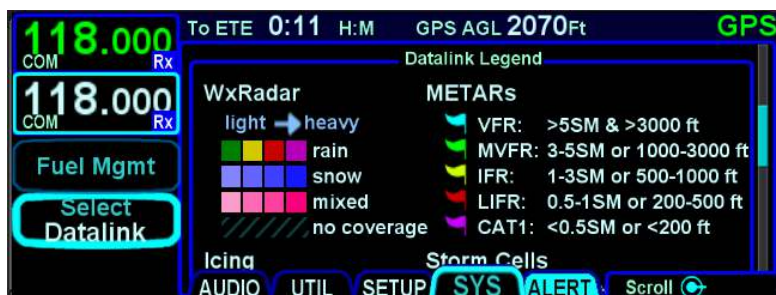 118.000
COM Rx
To ETE 0:11 H:M GPS AGL 2070Ft GPS
118.000
COM Rx
Fuel Mgmt
Select
Datalink
Datalink Legend
WxRadar
light heavy
rain
snow
mixed
no coverage
Icing
METARs
VFR: >5SM & >3000 ft
MVFR: 3-5SM or 1000-3000 ft
IFR: 1-3SM or 500-1000 ft
LIFR: 0.5-1SM or 200-500 ft
CAT1: <0.5SM or <200 ft
Storm Cells
AUDIO UTIL SETUP SYS ALERT Scroll